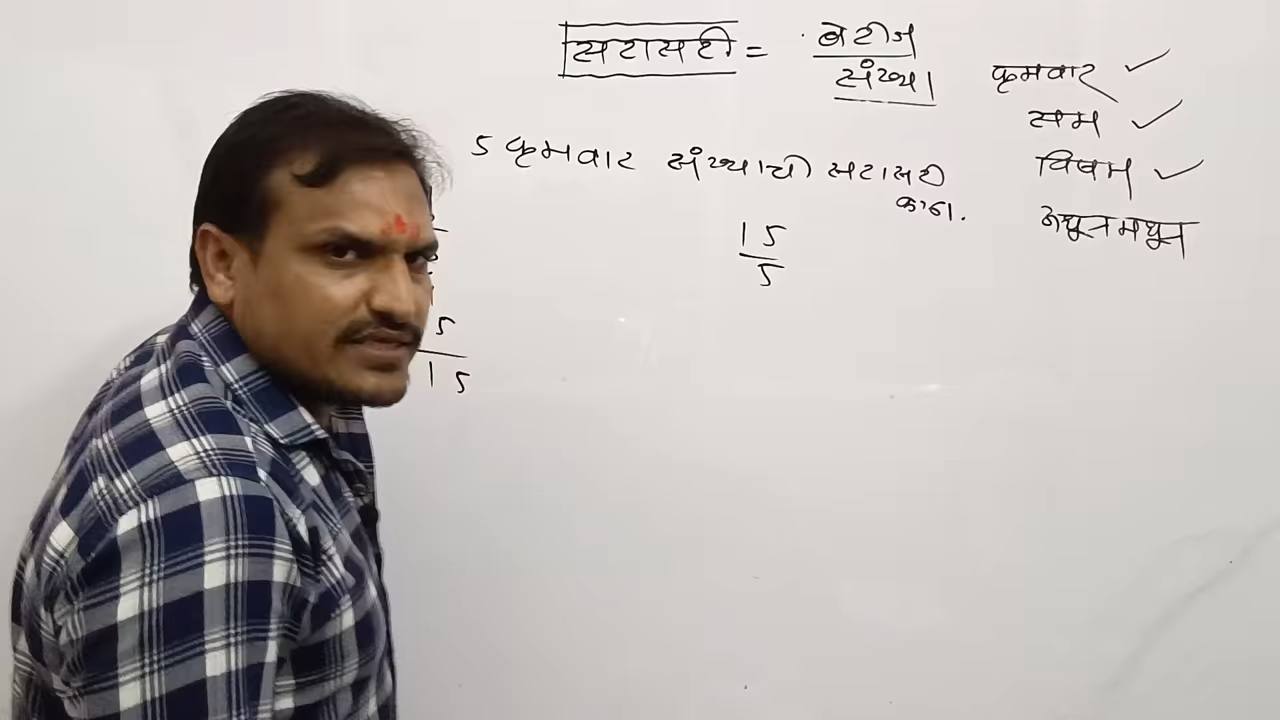 सरासरी = बेरीज / संख्या
क्रमवार ✓
सम ✓
विषम ✓
अधूनमधून
5 क्रमवार संख्याची सरासरी
काढा.
15
5
5
15